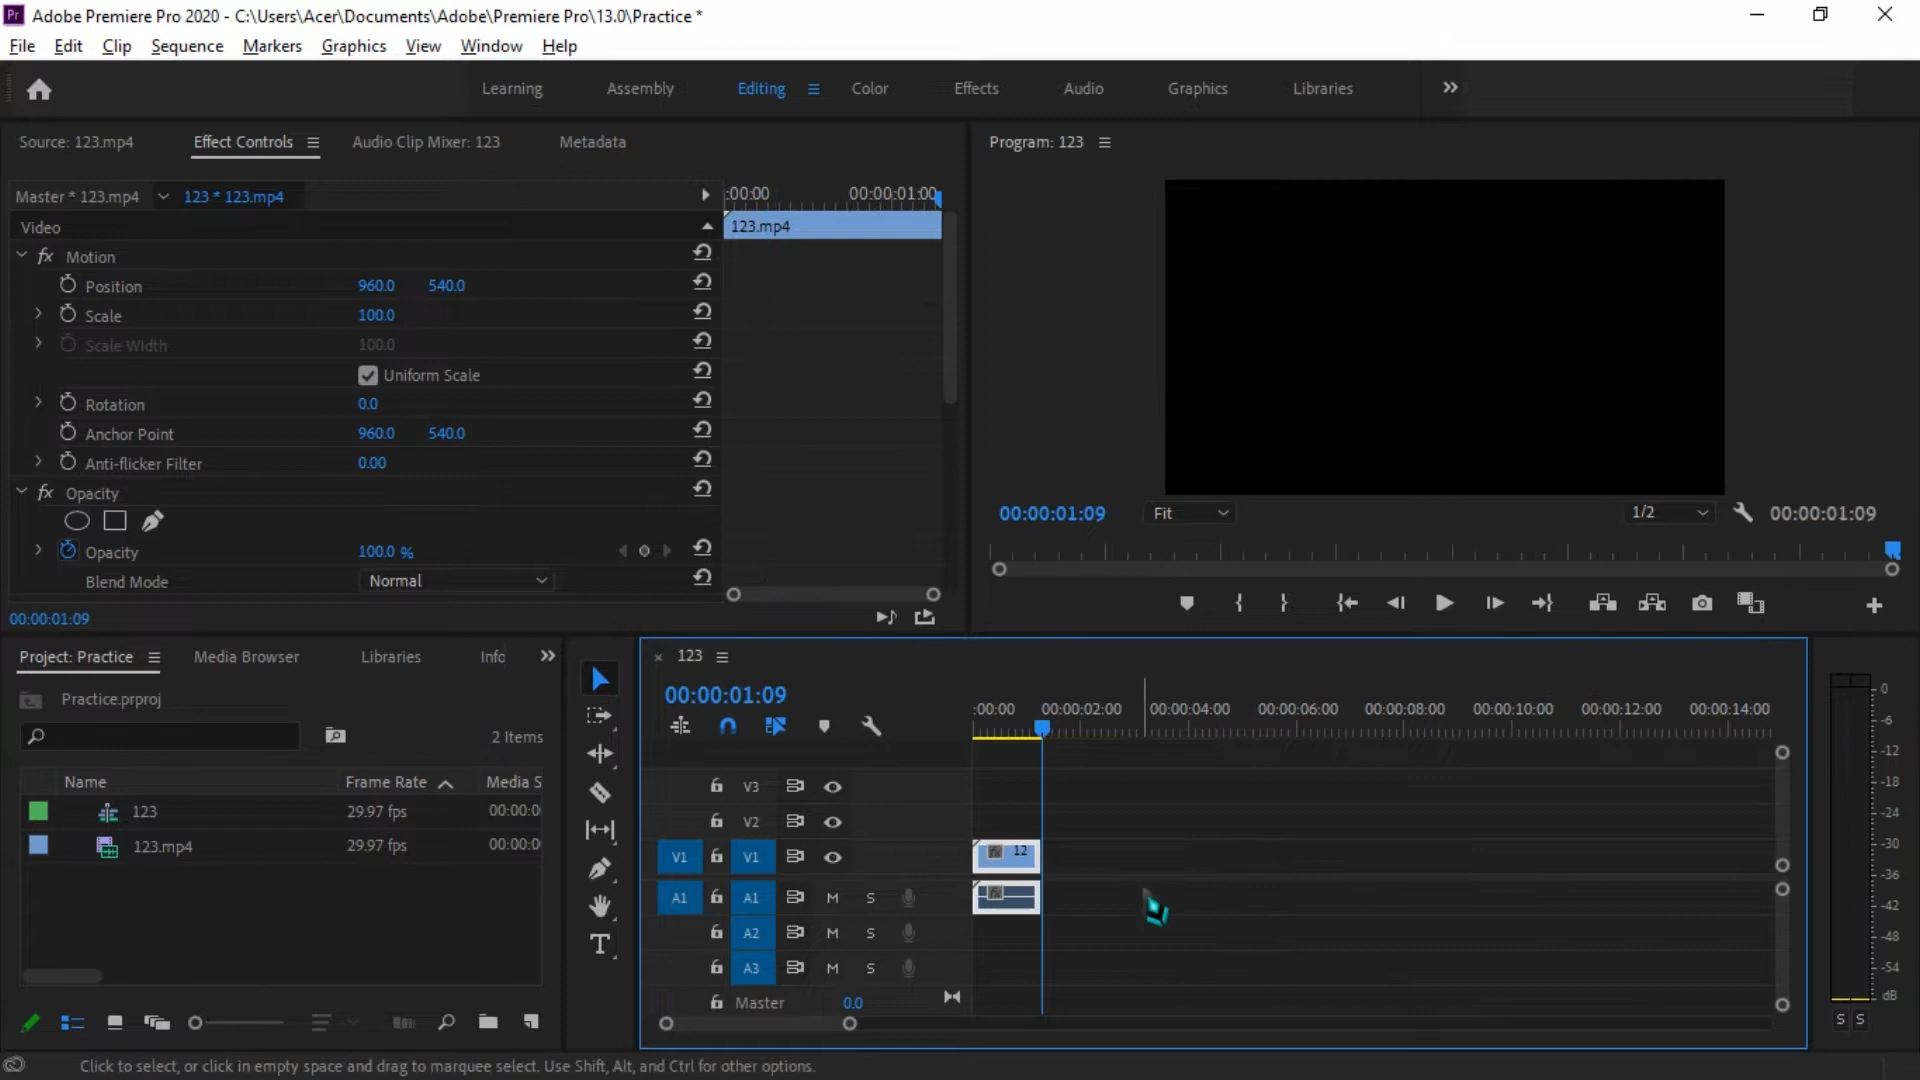 Adobe Premiere Pro 2020 - C:\Users\Acer\Documents\Adobe\Premiere Pro\13.0\Practice *
File Edit Clip Sequence Markers Graphics View Window Help
Learning Assembly Editing Color Effects Audio Graphics Libraries
Source: 123.mp4 Effect Controls Audio Clip Mixer: 123 Metadata
Program: 123
Master * 123.mp4 123 * 123.mp4
:00:00 00:00:01:00
Video
123.mp4
Motion
Position 960.0 540.0
Scale 100.0
Scale Width 100.0
Uniform Scale
Rotation 0.0
Anchor Point 960.0 540.0
Anti-flicker Filter 0.00
Opacity
Opacity 100.0 %
Blend Mode Normal
00:00:01:09
00:00:01:09 Fit 1/2 00:00:01:09
Project: Practice Media Browser Libraries Info
Practice.prproj
2 Items
Name Frame Rate Media S
123 29.97 fps 00:00:0
123.mp4 29.97 fps 00:00:0
123
00:00:01:09
:00:00 00:00:02:00 00:00:04:00 00:00:06:00 00:00:08:00 00:00:10:00 00:00:12:00 00:00:14:00
V3
V2
V1 V1 fx 12
A1 A1 M S fx
A2 M S
A3 M S
Master 0.0
0
-6
-12
-18
-24
-30
-36
-42
-48
-54
dB
S S
Click to select, or click in empty space and drag to marquee select. Use Shift, Alt, and Ctrl for other options.